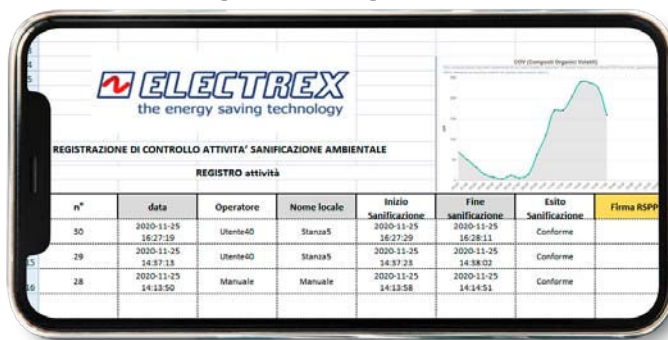 COV (Composti Organici Volatili)
ELECTREX
the energy saving technology
REGISTRAZIONE DI CONTROLLO ATTIVITA' SANIFICAZIONE AMBIENTALE
REGISTRO attività
n° data Operatore Nome locale Inizio Sanificazione Fine sanificazione Esito Sanificazione Firma RSPP
30 2020-11-25 16:27:19 Utente40 Stanza5 2020-11-25 16:27:29 2020-11-25 16:28:11 Conforme
15 29 2020-11-25 14:37:13 Utente40 Stanza5 2020-11-25 14:37:23 2020-11-25 14:38:02 Conforme
16 28 2020-11-25 14:13:50 Manuale Manuale 2020-11-25 14:13:58 2020-11-25 14:14:51 Conforme